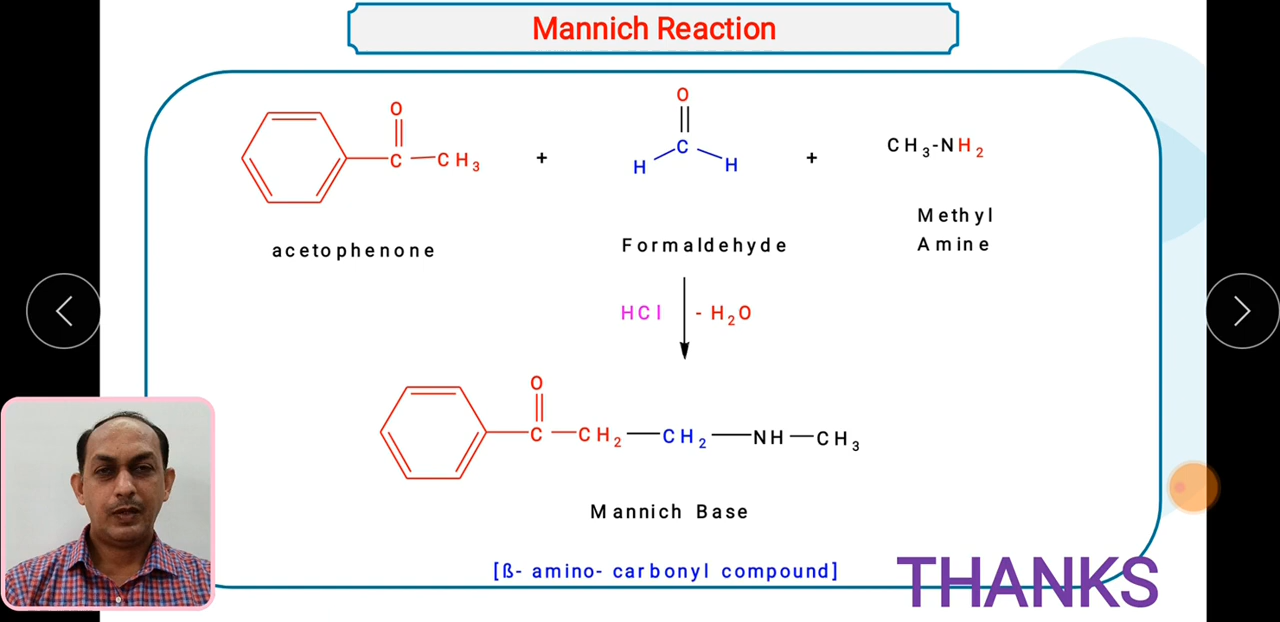 Mannich Reaction
O
C
CH₃
+
O
C
H
H
+
CH₃-NH₂
acetophenone
Formaldehyde
Methyl
Amine
HCl
- H₂O
O
C
CH₂
CH₂
NH
CH₃
Mannich Base
[ß- amino- carbonyl compound]
THANKS